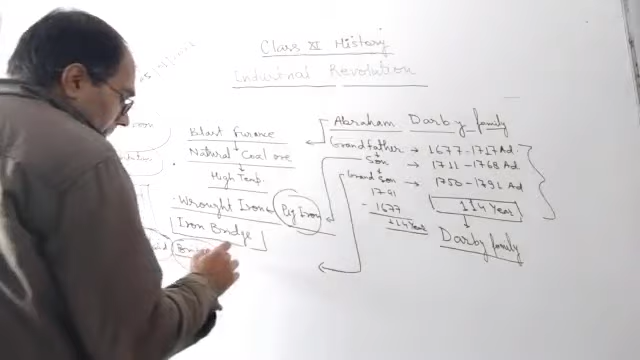 Class XI History
Industrial Revolution
Blast Furance
Natural Coal ore
High Temp.
Wrought Iron
Pig Iron
Iron Bridge
Abraham Darby family
Grandfather → 1677-1717 Ad
Son → 1711-1768 Ad
Grand Son → 1750-1791 Ad
1791
- 1677
114 Year
114 Year
Darby family